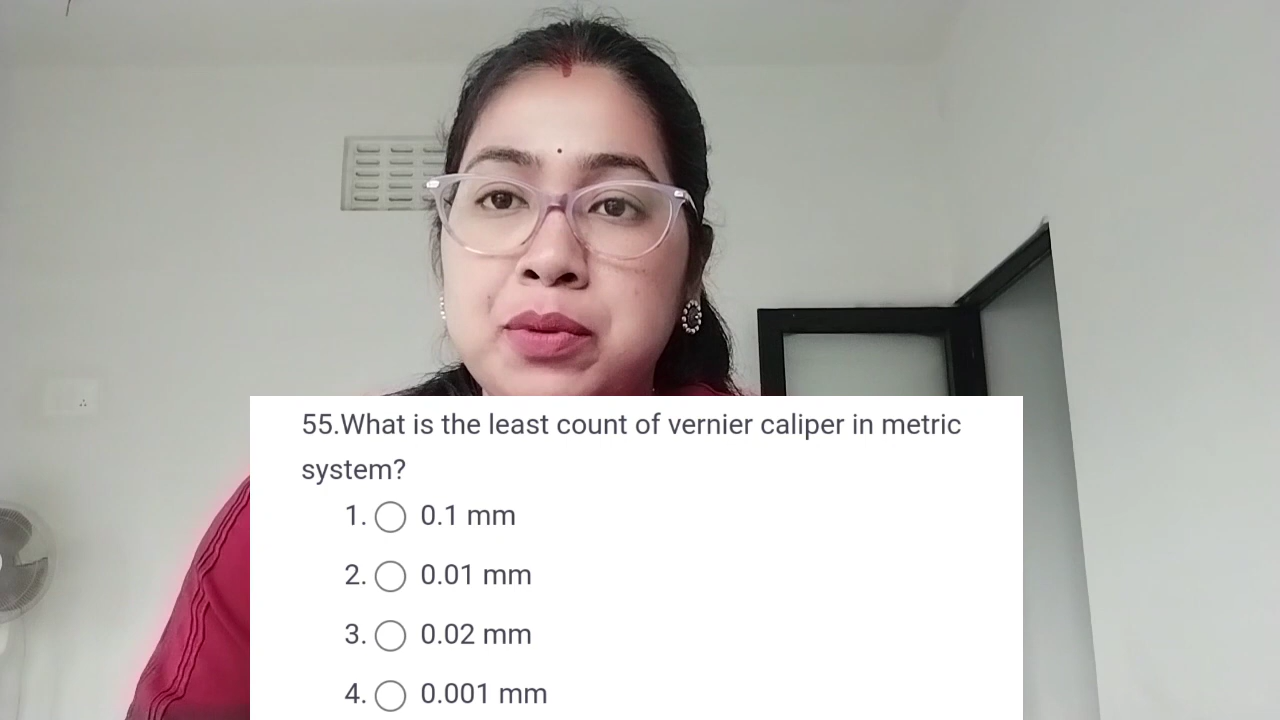 55.What is the least count of vernier caliper in metric
system?
1. 0.1 mm
2. 0.01 mm
3. 0.02 mm
4. 0.001 mm